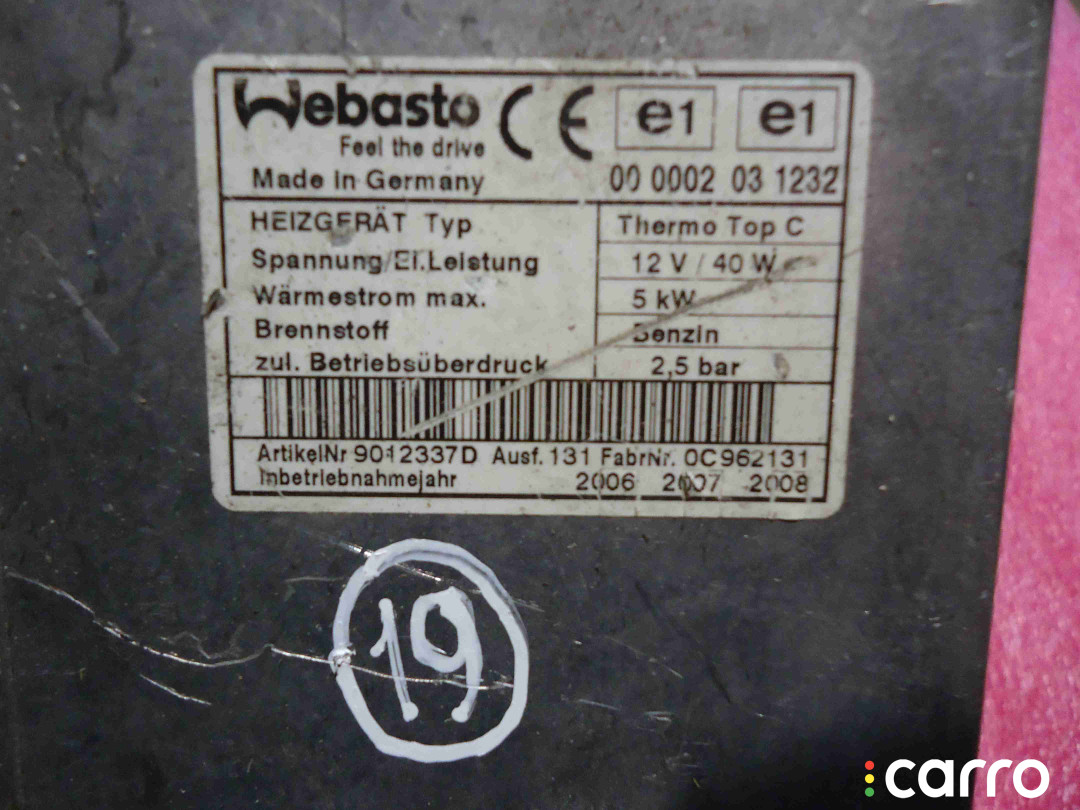 Webasto CE e1 e1
Feel the drive
Made in Germany 00 0002 03 1232
HEIZGERÄT Typ Thermo Top C
Spannung/El.Leistung 12 V / 40 W
Wärmestrom max. 5 kW
Brennstoff Benzin
zul. Betriebsüberdruck 2,5 bar
ArtikelNr 9012337D Ausf. 131 FabrNr. 0C962131
Inbetriebnahmejahr 2006 2007 2008
19
carro